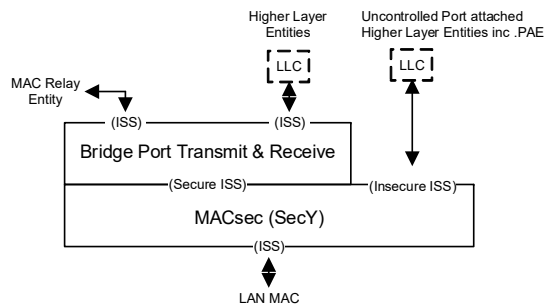 Higher Layer
Entities
Uncontrolled Port attached
Higher Layer Entities inc .PAE
LLC
LLC
MAC Relay
Entity
(ISS)
(ISS)
Bridge Port Transmit & Receive
(Secure ISS)
(Insecure ISS)
MACsec (SecY)
(ISS)
LAN MAC